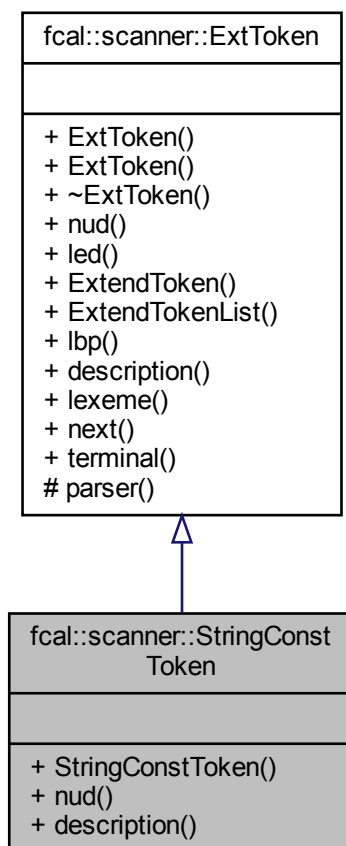 fcal::scanner::ExtToken
+ ExtToken()
+ ExtToken()
+ ~ExtToken()
+ nud()
+ led()
+ ExtendToken()
+ ExtendTokenList()
+ lbp()
+ description()
+ lexeme()
+ next()
+ terminal()
# parser()
fcal::scanner::StringConst
Token
+ StringConstToken()
+ nud()
+ description()